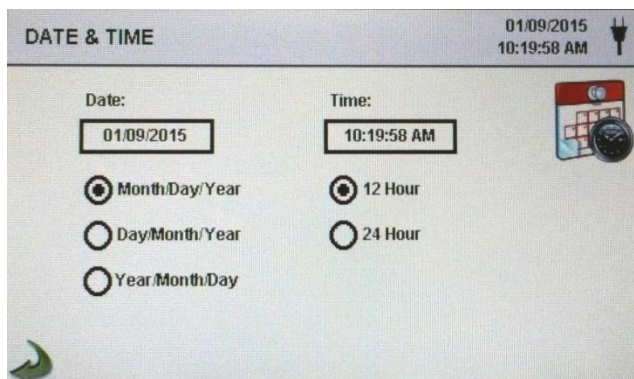 DATE & TIME
01/09/2015
10:19:58 AM
Date:
Time:
01/09/2015
10:19:58 AM
Month/Day/Year
12 Hour
Day/Month/Year
24 Hour
Year/Month/Day